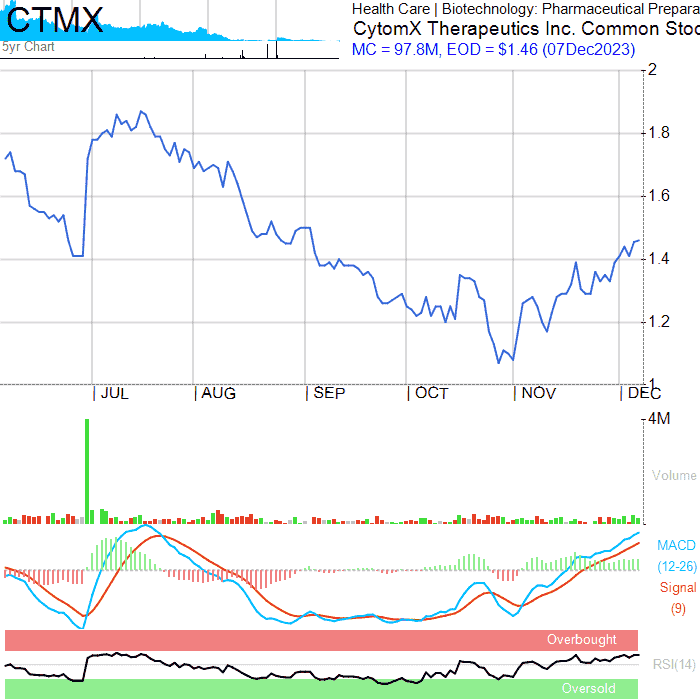 CTMX
5yr Chart
Health Care | Biotechnology: Pharmaceutical Prepara
CytomX Therapeutics Inc. Common Stoc
MC = 97.8M, EOD = $1.46 (07Dec2023)
2
1.8
1.6
1.4
1.2
1
JUL AUG SEP OCT NOV DEC
4M
Volume
MACD
(12-26)
Signal
(9)
Overbought
RSI(14)
Oversold